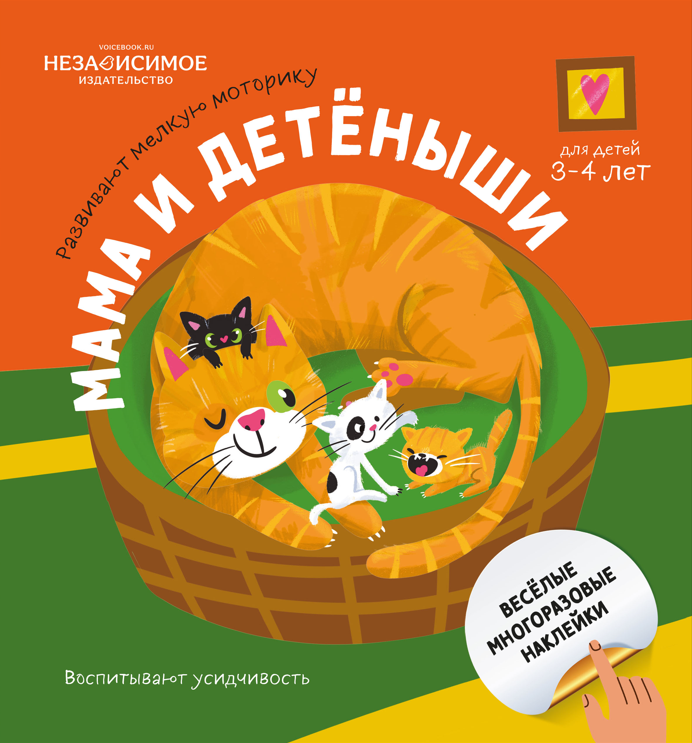 VOICEBOOK.RU
НЕЗАВИСИМОЕ
ИЗДАТЕЛЬСТВО
Развивают мелкую моторику
МАМА И ДЕТЁНЫШИ
для детей
3-4 лет
ВЕСЁЛЫЕ
МНОГОРАЗОВЫЕ
НАКЛЕЙКИ
Воспитывают усидчивость